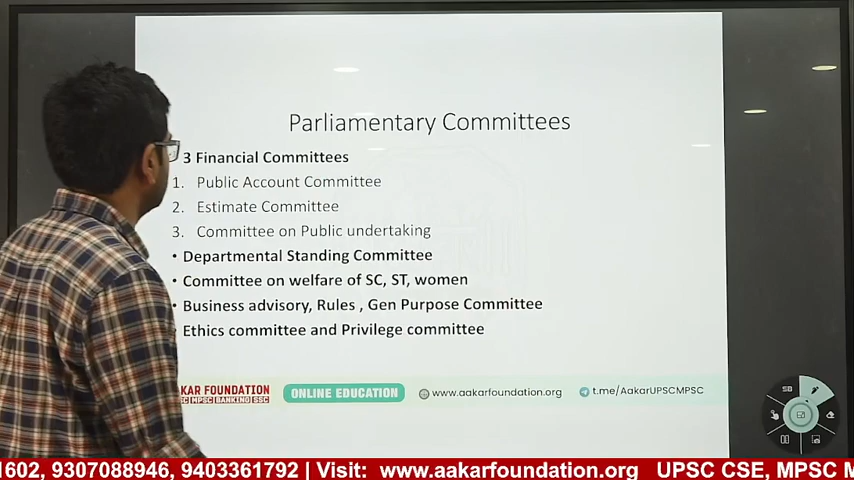 Parliamentary Committees
3 Financial Committees
1. Public Account Committee
2. Estimate Committee
3. Committee on Public undertaking
• Departmental Standing Committee
• Committee on welfare of SC, ST, women
• Business advisory, Rules , Gen Purpose Committee
• Ethics committee and Privilege committee
KAR FOUNDATION
MPSC BANKING SSC
ONLINE EDUCATION
www.aakarfoundation.org
t.me/AakarUPSCMPSC
1602, 9307088946, 9403361792 | Visit: www.aakarfoundation.org UPSC CSE, MPSC M